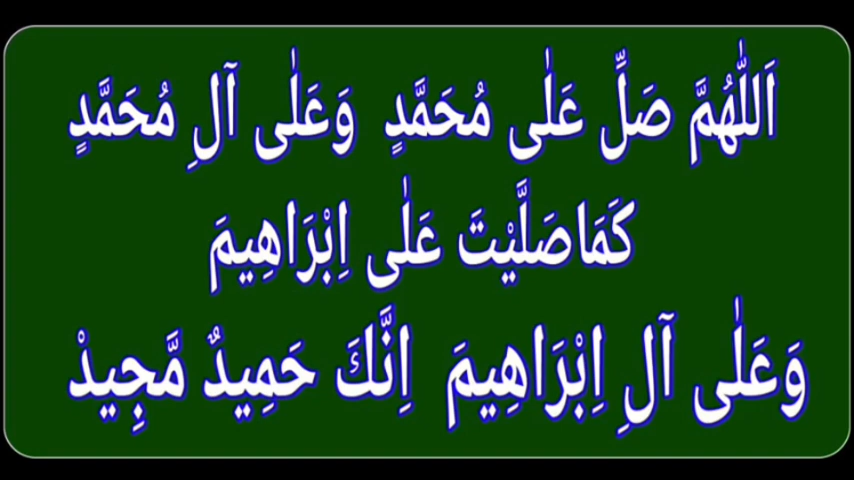 اَللّٰهُمَّ صَلِّ عَلٰى مُحَمَّدٍ وَعَلٰى آلِ مُحَمَّدٍ
كَمَاصَلَّيْتَ عَلٰى اِبْرَاهِيمَ
وَعَلٰى آلِ اِبْرَاهِيمَ اِنَّكَ حَمِيدٌ مَّجِيدْ